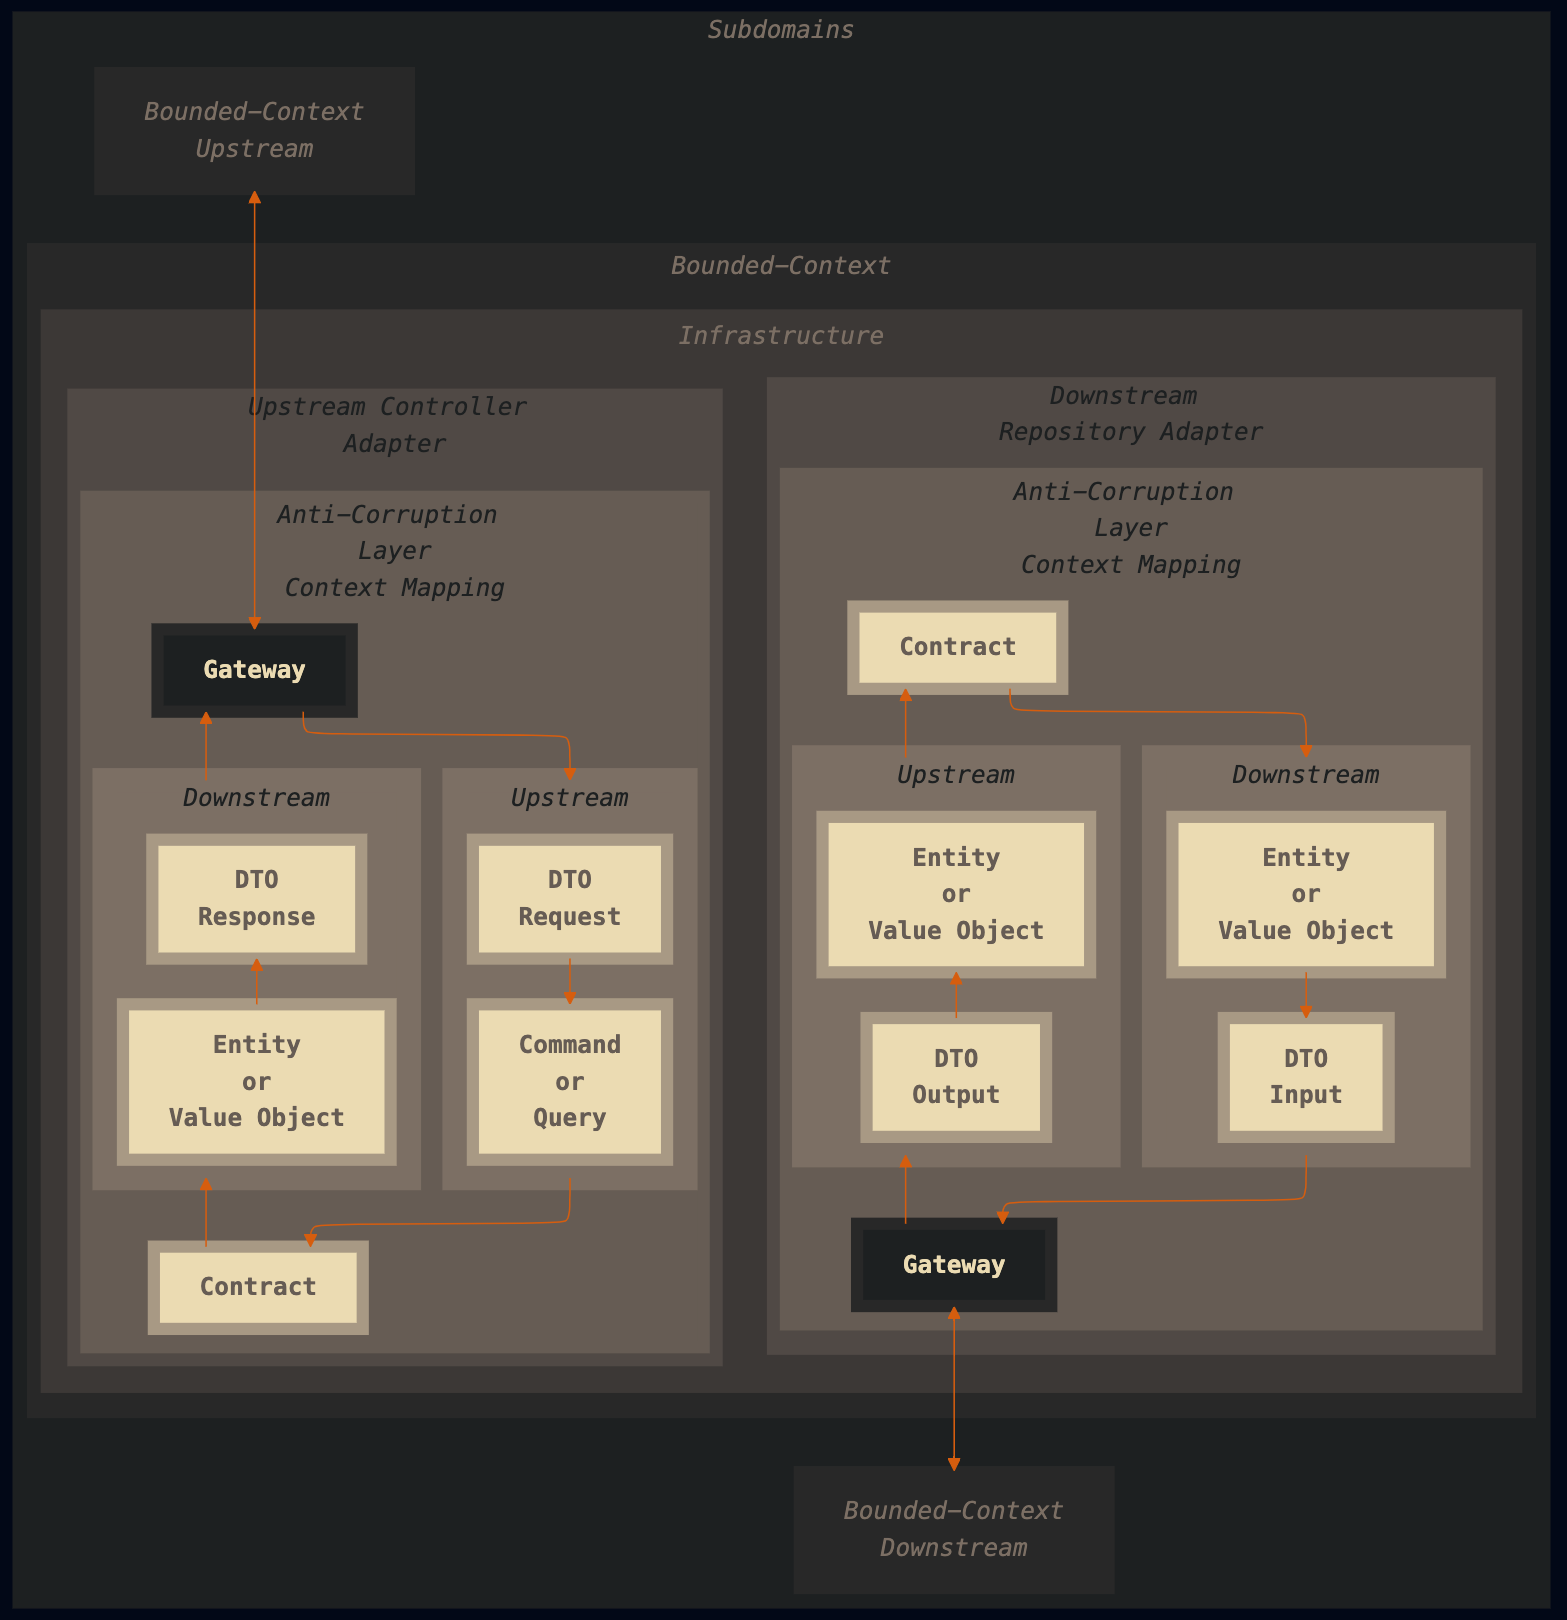 Subdomains
Bounded-Context
Upstream
Bounded-Context
Infrastructure
Upstream Controller
Adapter
Anti-Corruption
Layer
Context Mapping
Gateway
Downstream
DTO
Response
Entity
or
Value Object
Upstream
DTO
Request
Command
or
Query
Contract
Downstream
Repository Adapter
Anti-Corruption
Layer
Context Mapping
Contract
Upstream
Entity
or
Value Object
DTO
Output
Downstream
Entity
or
Value Object
DTO
Input
Gateway
Bounded-Context
Downstream